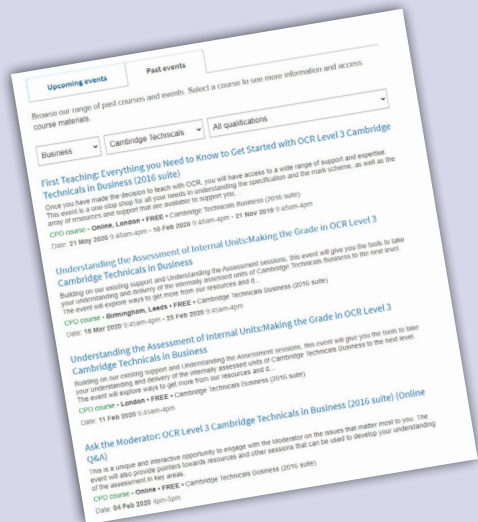 Upcoming events
Past events
Browse our range of past courses and events. Select a course to see more information and access
course materials.
Business
Cambridge Technicals
All qualifications
First Teaching: Everything you Need to Know to Get Started with OCR Level 3 Cambridge
Technicals in Business (2016 suite)
Once you have made the decision to teach with OCR, you will have access to a wide range of support and expertise.
This event is a one stop shop for all your needs in understanding the specification and the mark scheme, as well as the
array of resources and support that are available to support you.
CPD course • Online, London • FREE • Cambridge Technicals Business (2016 suite)
Date: 21 May 2020 9:45am-4pm • 10 Feb 2020 9:45am-4pm • 21 Nov 2019 9:45am-4pm
Understanding the Assessment of Internal Units:Making the Grade in OCR Level 3
Cambridge Technicals in Business
Building on our existing support and Understanding the Assessment sessions, this event will give you the tools to take
your understanding and delivery of the internally assessed units of Cambridge Technicals Business to the next level.
The event will explore ways to get more from our resources and d...
CPD course • Birmingham, Leeds • FREE • Cambridge Technicals Business (2016 suite)
Date: 18 Mar 2020 9:45am-4pm • 25 Feb 2020 9:45am-4pm
Understanding the Assessment of Internal Units:Making the Grade in OCR Level 3
Cambridge Technicals in Business
Building on our existing support and Understanding the Assessment sessions, this event will give you the tools to take
your understanding and delivery of the internally assessed units of Cambridge Technicals Business to the next level.
The event will explore ways to get more from our resources and d...
CPD course • London • FREE • Cambridge Technicals Business (2016 suite)
Date: 11 Feb 2020 9:45am-4pm
Ask the Moderator: OCR Level 3 Cambridge Technicals in Business (2016 suite) (Online
Q&A)
This is a unique and interactive opportunity to engage with the Moderator on the issues that matter most to you. The
event will also provide pointers towards resources and other sessions that can be used to develop your understanding
of the assessment in key areas.
CPD course • Online • FREE • Cambridge Technicals Business (2016 suite)
Date: 04 Feb 2020 4pm-5pm